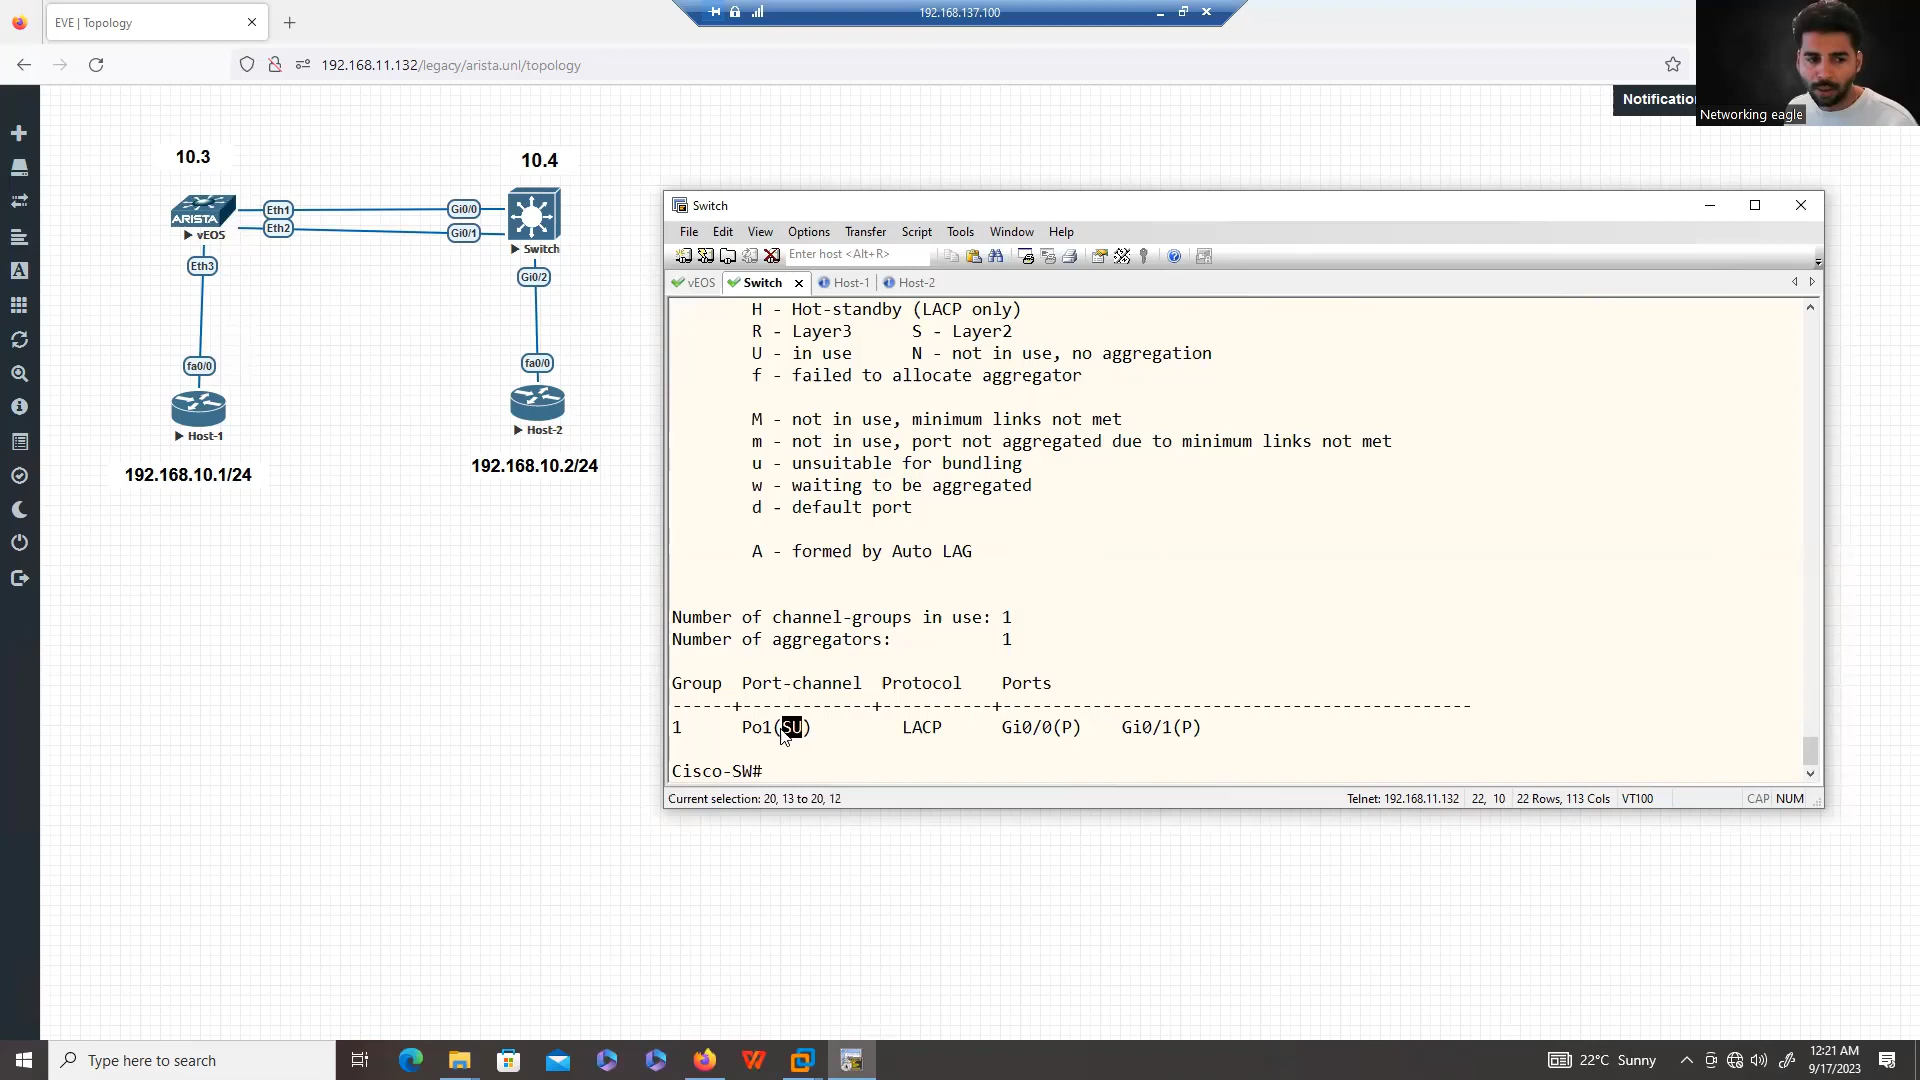 EVE | Topology
192.168.137.100
192.168.11.132/legacy/arista.unl/topology
Notificatio
Networking eagle
10.3
10.4
ARISTA
vEOS
Eth1
Eth2
Gi0/0
Gi0/1
Switch
Eth3
Gi0/2
fa0/0
fa0/0
Host-1
Host-2
192.168.10.1/24
192.168.10.2/24
Switch
File Edit View Options Transfer Script Tools Window Help
Enter host <Alt+R>
vEOS Switch Host-1 Host-2
H - Hot-standby (LACP only)
R - Layer3 S - Layer2
U - in use N - not in use, no aggregation
f - failed to allocate aggregator
M - not in use, minimum links not met
m - not in use, port not aggregated due to minimum links not met
u - unsuitable for bundling
w - waiting to be aggregated
d - default port
A - formed by Auto LAG
Number of channel-groups in use: 1
Number of aggregators: 1
Group Port-channel Protocol Ports
------+-------------+-----------+-----------------------------------------------
1 Po1(SU) LACP Gi0/0(P) Gi0/1(P)
Cisco-SW#
Current selection: 20, 13 to 20, 12
Telnet: 192.168.11.132 22, 10 22 Rows, 113 Cols VT100 CAP NUM
Type here to search
22°C Sunny
12:21 AM
9/17/2023